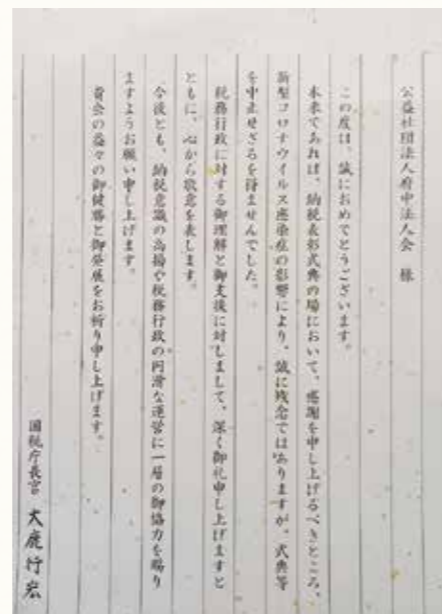 公益社団法人府中法人会　様
この度は、誠におめでとうございます。
本来であれば、納税表彰式典の場において、感謝を申し上げるべきところ、
新型コロナウイルス感染症の影響により、誠に残念ではありますが、式典等
を中止せざるを得ませんでした。
税務行政に対する御理解と御支援に対しまして、深く御礼申し上げますと
ともに、心から敬意を表します。
今後とも、納税意識の高揚や税務行政の円滑な運営に一層の御協力を賜り
ますようお願い申し上げます。
貴会の益々の御健勝と御発展をお祈り申し上げます。
国税庁長官　大鹿行宏